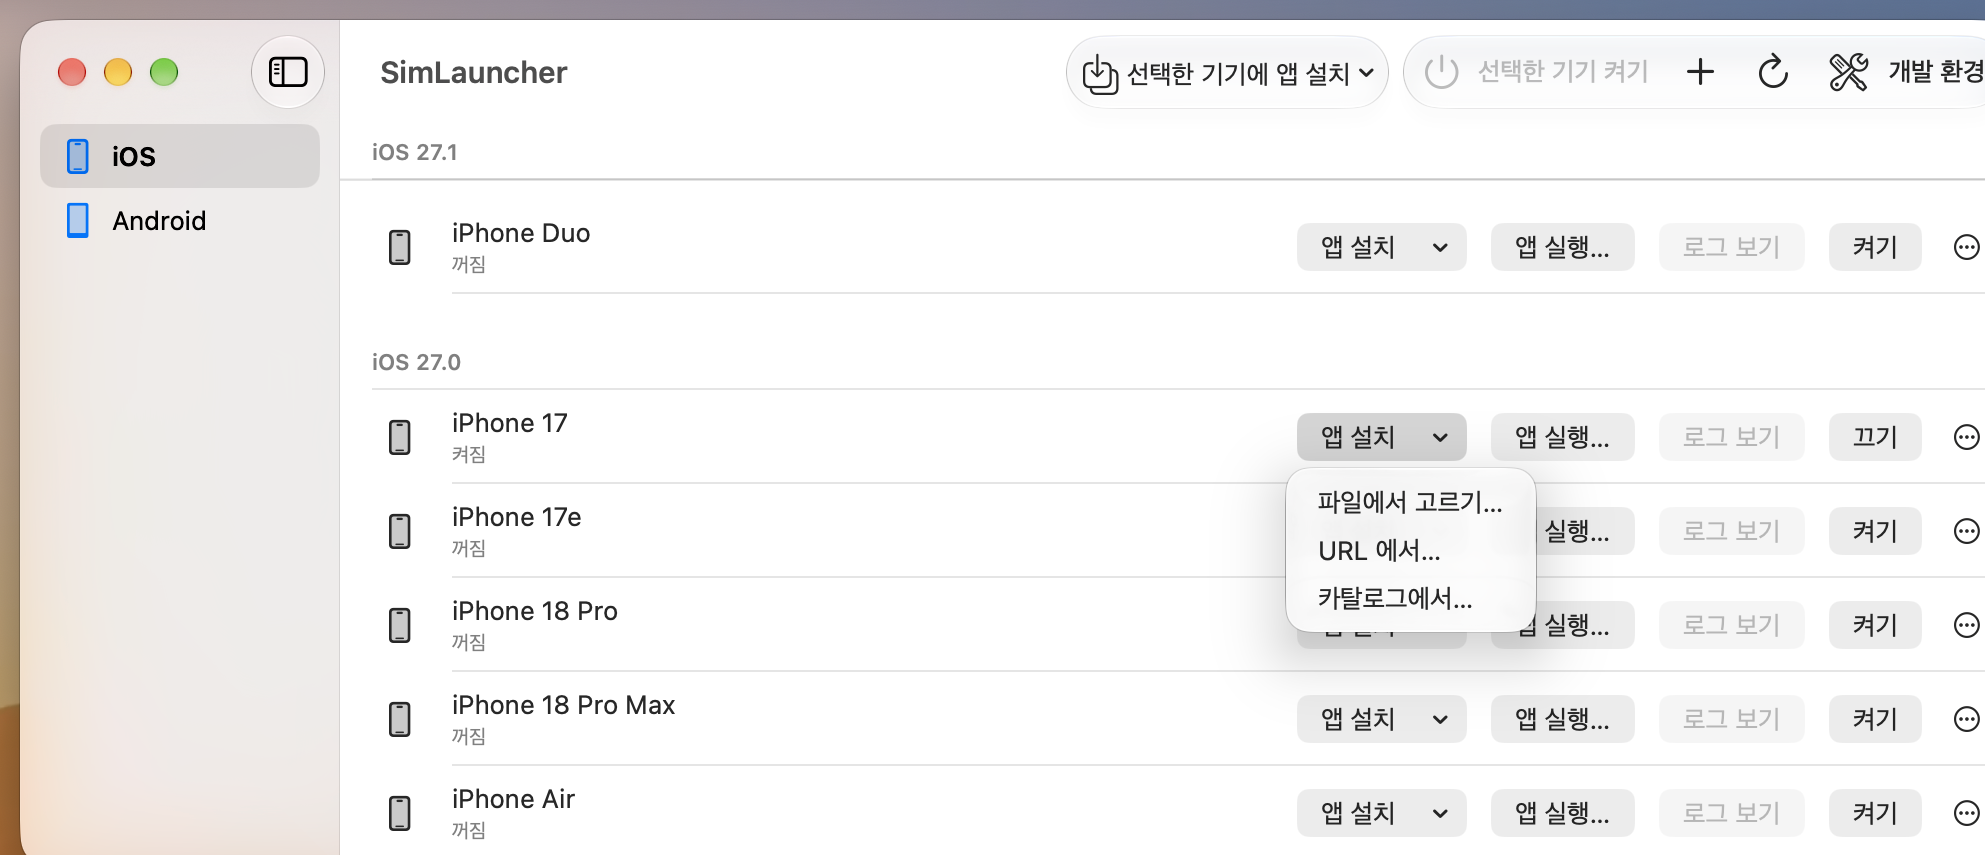 SimLauncher
선택한 기기에 앱 설치
선택한 기기 켜기
개발 환경
iOS
Android
iOS 27.1
iPhone Duo
꺼짐
앱 설치
앱 실행...
로그 보기
켜기
iOS 27.0
iPhone 17
켜짐
앱 설치
앱 실행...
로그 보기
끄기
파일에서 고르기...
URL 에서...
카탈로그에서...
iPhone 17e
꺼짐
실행...
로그 보기
켜기
iPhone 18 Pro
꺼짐
앱 실행...
로그 보기
켜기
iPhone 18 Pro Max
꺼짐
앱 설치
앱 실행...
로그 보기
켜기
iPhone Air
꺼짐
앱 설치
앱 실행...
로그 보기
켜기